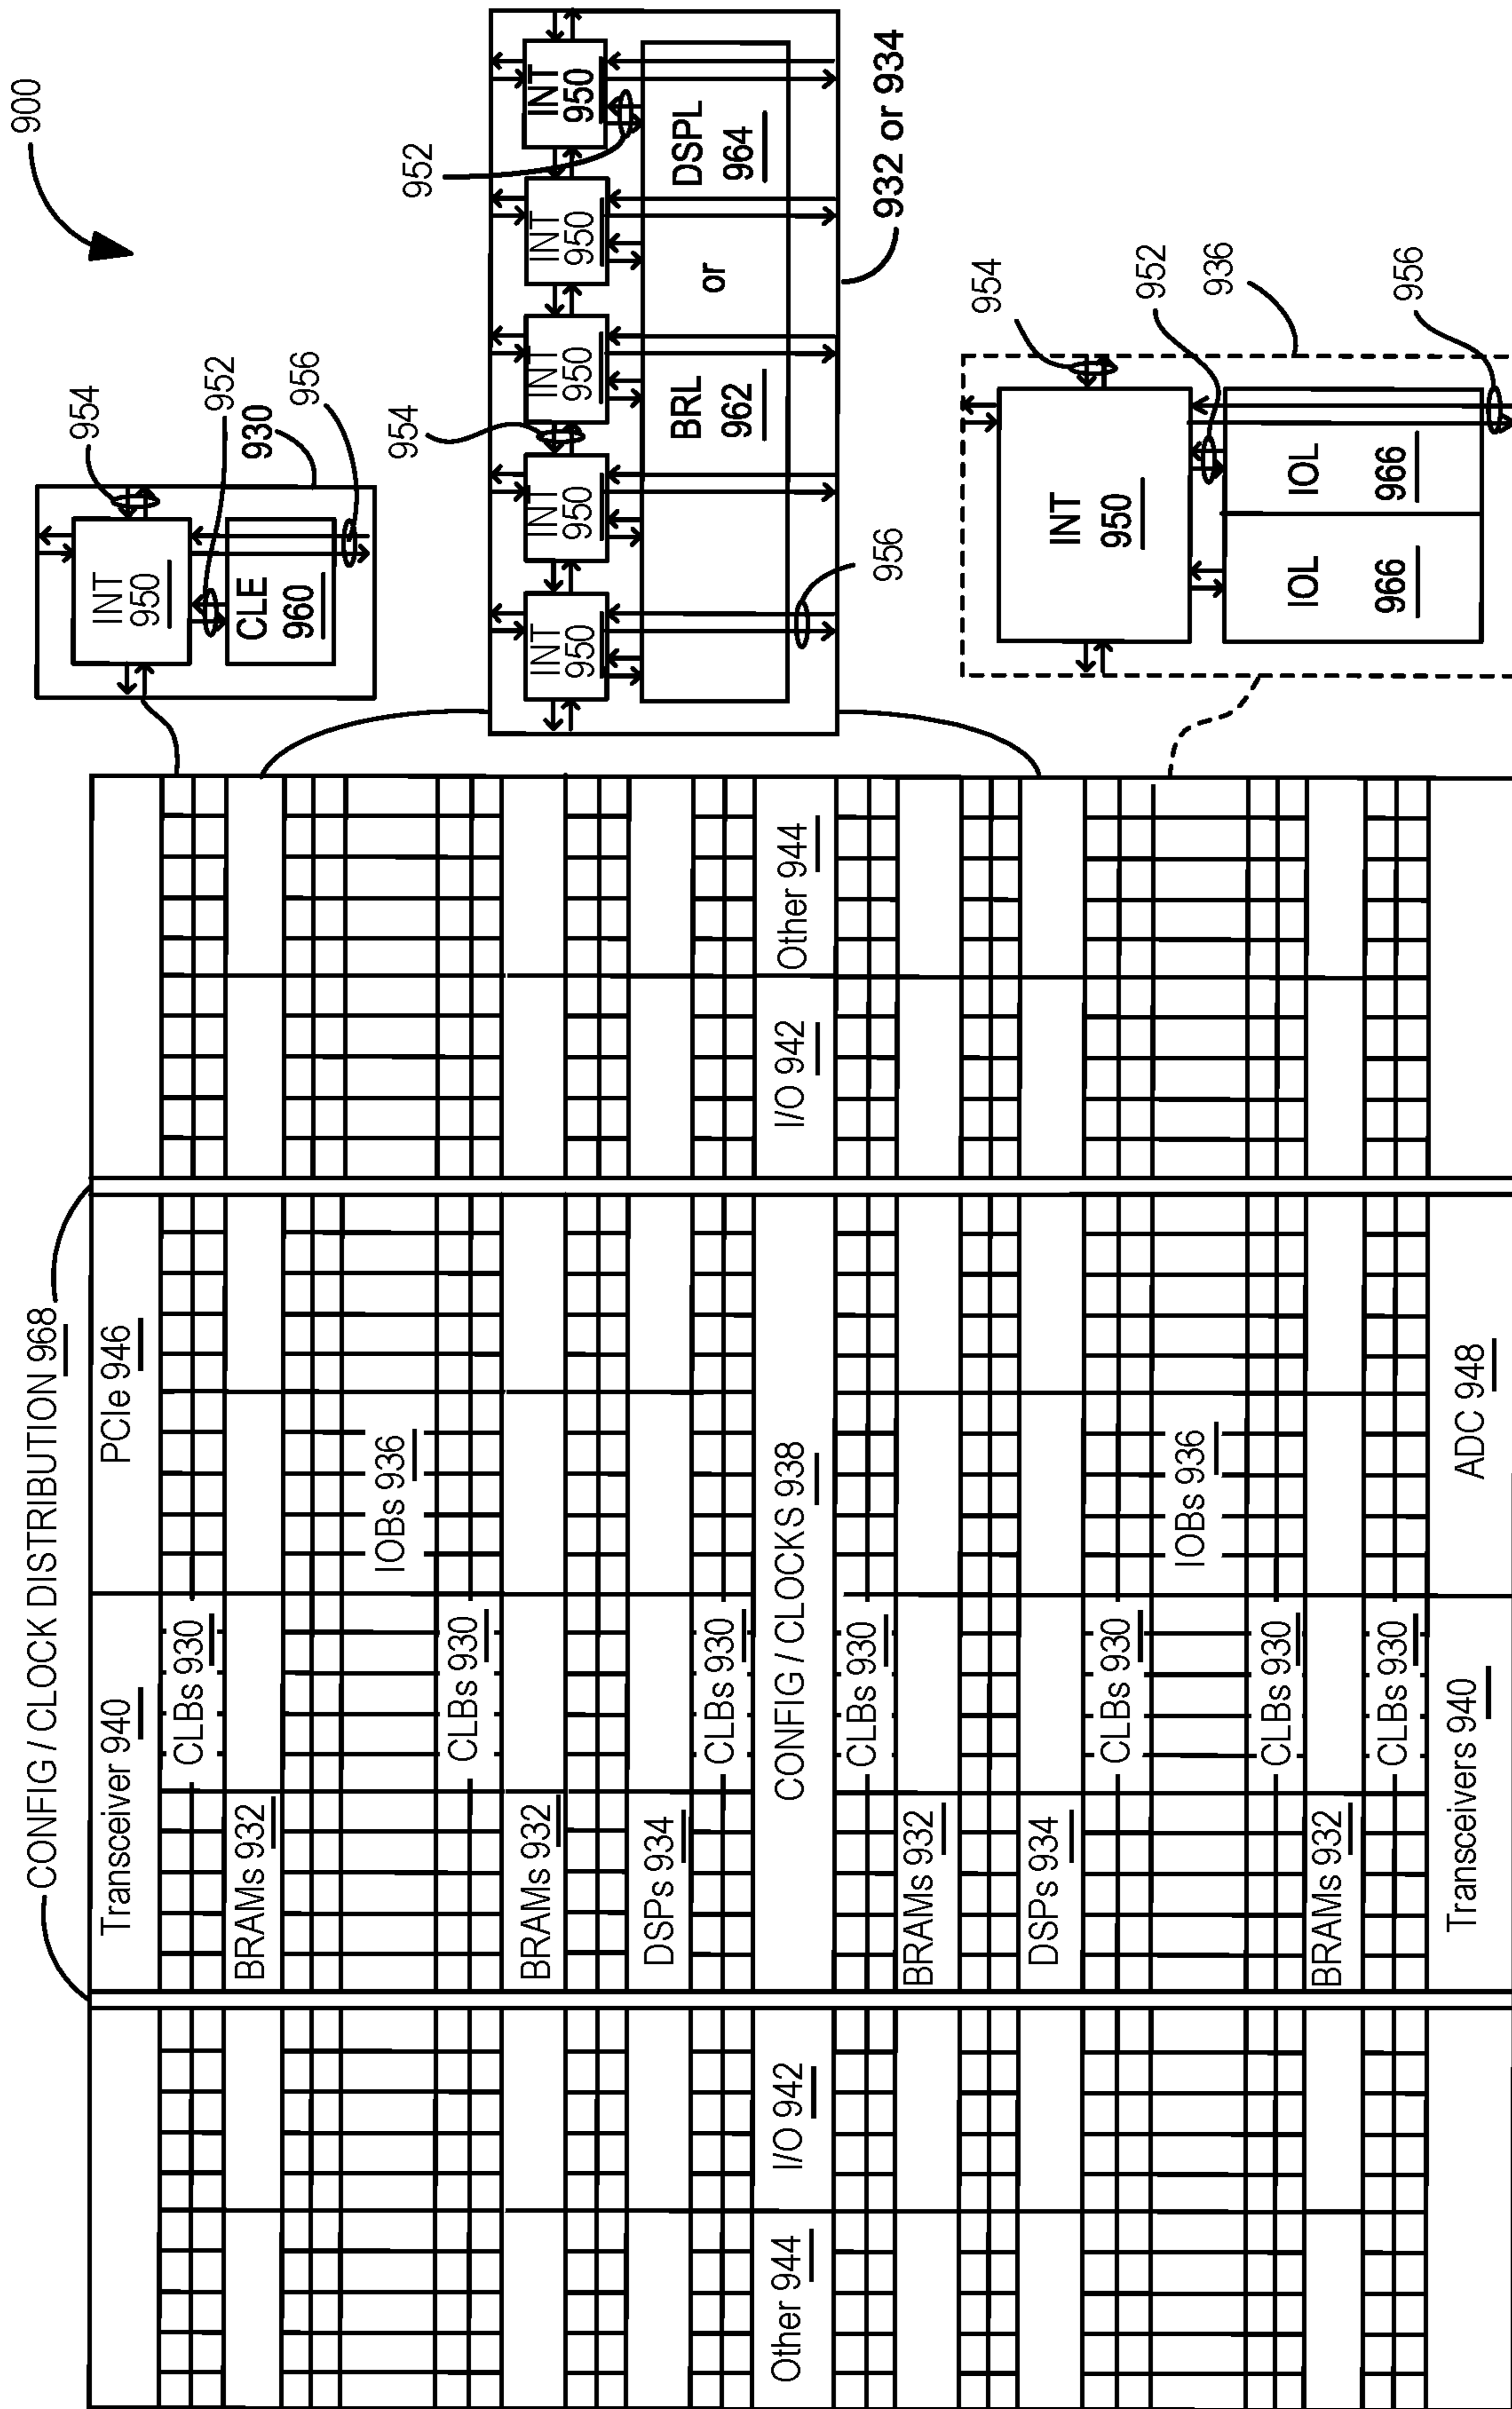 900
CONFIG / CLOCK DISTRIBUTION 968
Transceiver 940
PCIe 946
CLBs 930
BRAMs 932
IOBs 936
CLBs 930
BRAMs 932
DSPs 934
CLBs 930
Other 944
I/O 942
CONFIG / CLOCKS 938
I/O 942
Other 944
CLBs 930
BRAMs 932
DSPs 934
CLBs 930
IOBs 936
CLBs 930
BRAMs 932
CLBs 930
Transceivers 940
ADC 948
INT
950
CLE
960
954
952
930
956
INT
950
INT
950
INT
950
INT
950
INT
950
BRL
962
or
DSPL
964
952
954
956
932 or 934
INT
950
IOL
966
IOL
966
954
952
936
956